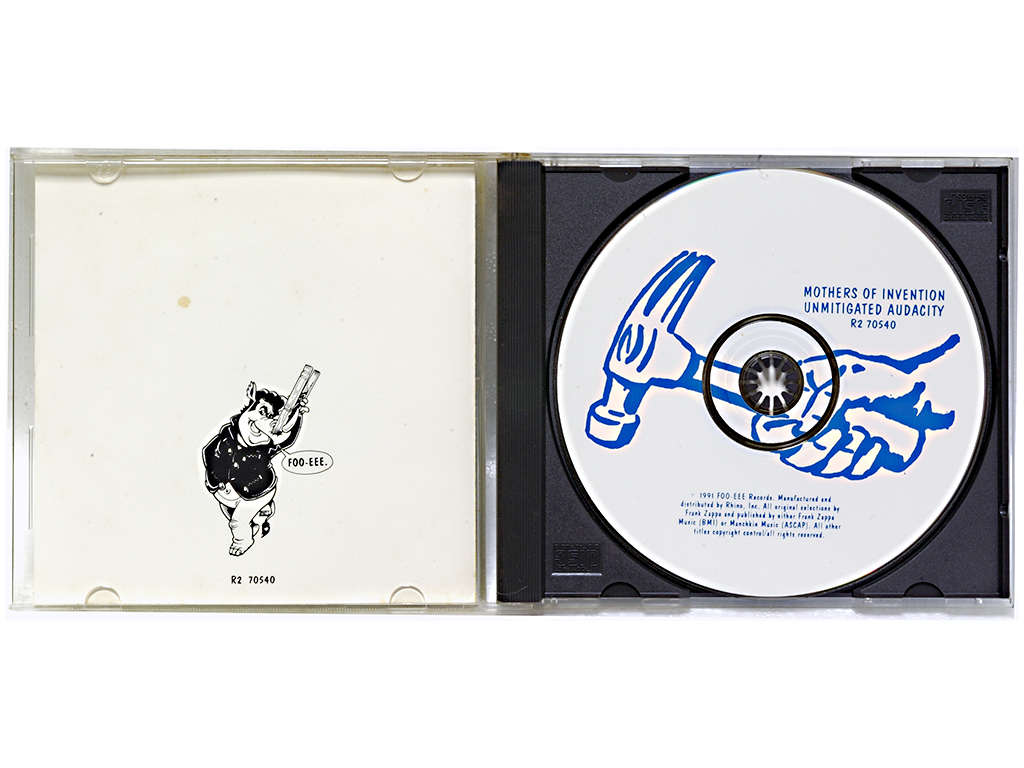 FOO-EEE.
R2 70540
MOTHERS OF INVENTION
UNMITIGATED AUDACITY
R2 70540
1991 FOO-EEE Records. Manufactured and
distributed by Rhino, Inc. All original selections by
Frank Zappa and published by either Frank Zappa
Music (BMI) or Munchkin Music (ASCAP). All other
titles copyright control/all rights reserved.